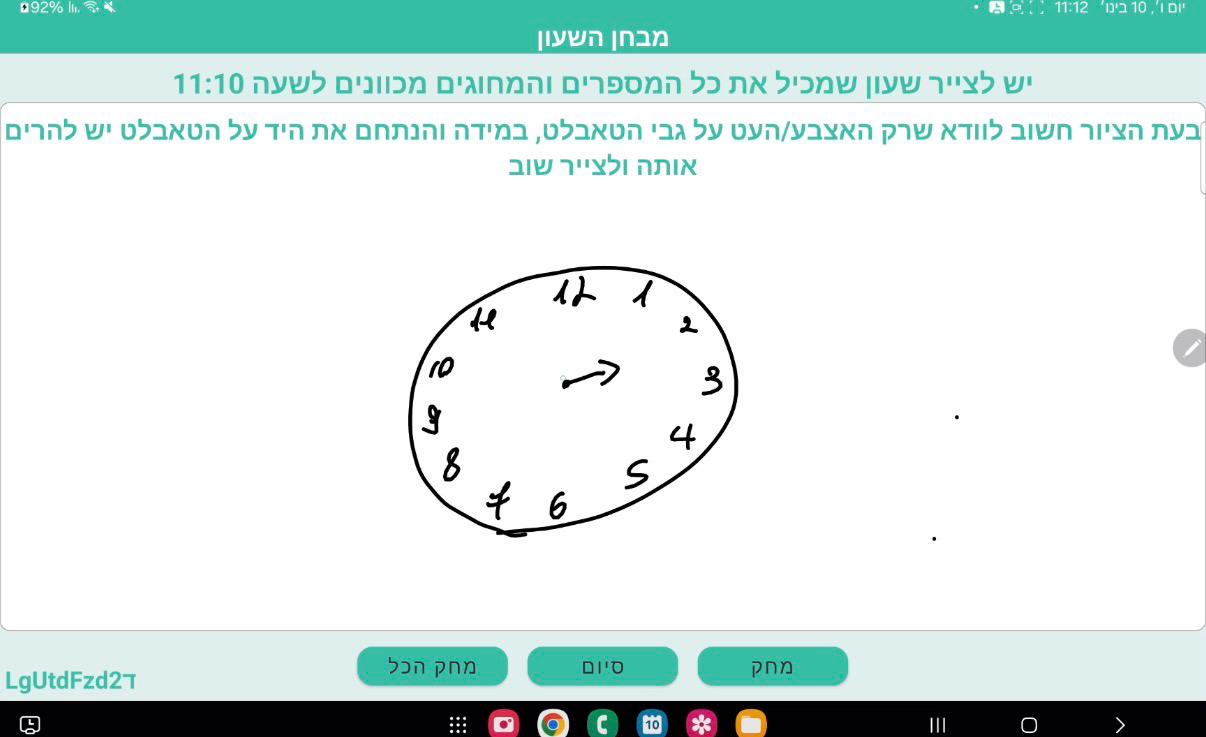 92%
יום ו', 10 בינו' 11:12
מבחן השעון
יש לצייר שעון שמכיל את כל המספרים והמחוגים מכוונים לשעה 11:10
בעת הציור חשוב לוודא שרק האצבע/העט על גבי הטאבלט, במידה והנתחם את היד על הטאבלט יש להרים
אותה ולצייר שוב
12
1
11
2
10
3
9
4
8
5
7
6
מחק הכל
סיום
מחק
LgUtdFzd2ד
10